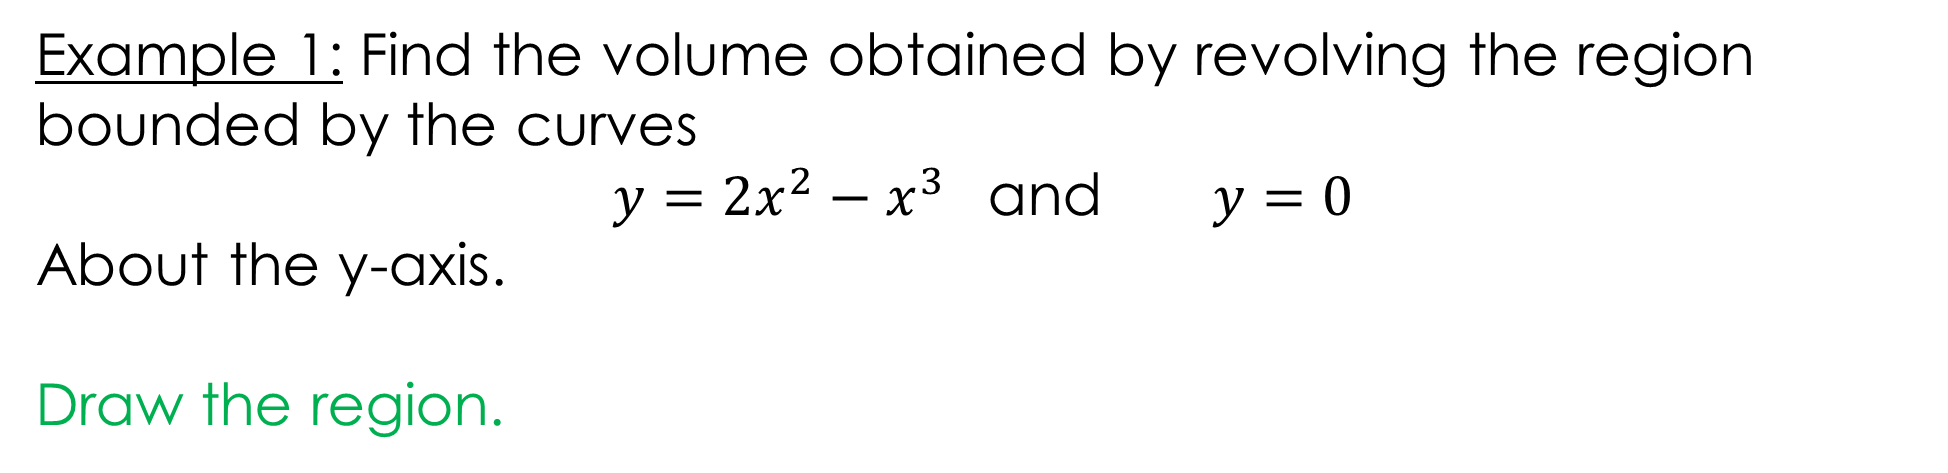 Example 1: Find the volume obtained by revolving the region
bounded by the curves
y = 2x² − x³ and y = 0
About the y-axis.
Draw the region.